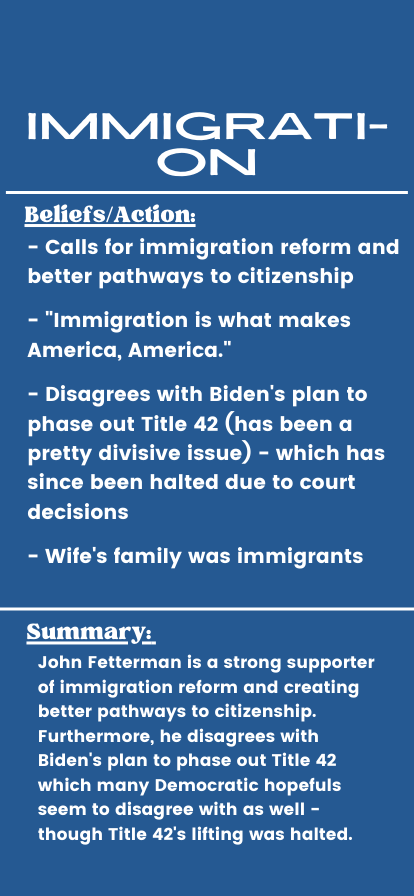 IMMIGRATI-
ON
Beliefs/Action:
- Calls for immigration reform and
better pathways to citizenship
- "Immigration is what makes
America, America."
- Disagrees with Biden's plan to
phase out Title 42 (has been a
pretty divisive issue) - which has
since been halted due to court
decisions
- Wife's family was immigrants
Summary:
John Fetterman is a strong supporter
of immigration reform and creating
better pathways to citizenship.
Furthermore, he disagrees with
Biden's plan to phase out Title 42
which many Democratic hopefuls
seem to disagree with as well -
though Title 42's lifting was halted.